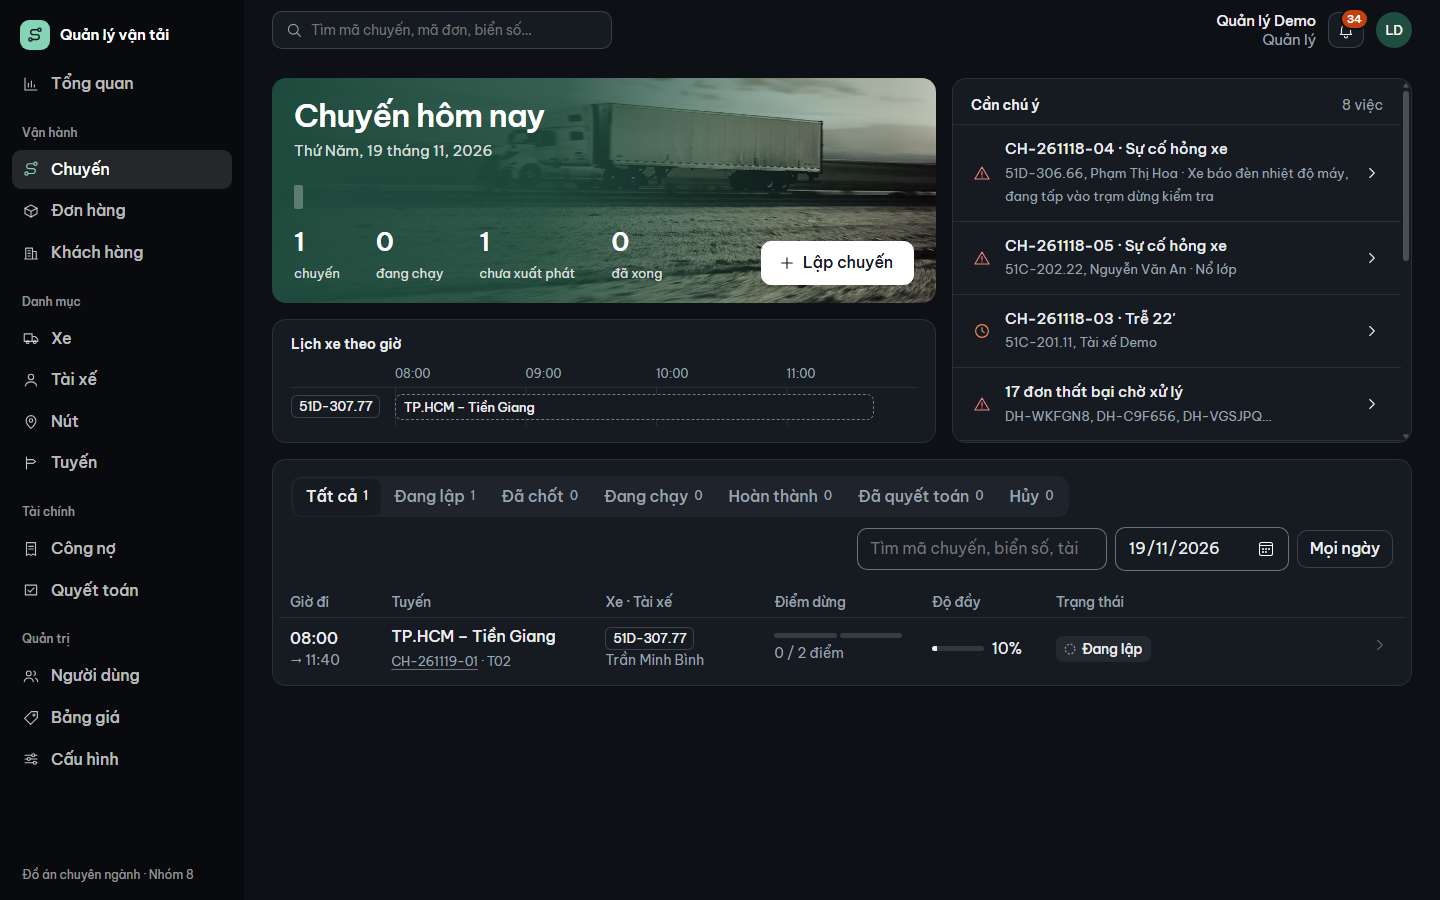 Quản lý vận tải
Tổng quan
Vận hành
Chuyến
Đơn hàng
Khách hàng
Danh mục
Xe
Tài xế
Nút
Tuyến
Tài chính
Công nợ
Quyết toán
Quản trị
Người dùng
Bảng giá
Cấu hình
Đồ án chuyên ngành · Nhóm 8
Tìm mã chuyến, mã đơn, biển số...
Quản lý Demo
Quản lý
34
LD
Chuyến hôm nay
Thứ Năm, 19 tháng 11, 2026
1 0 1 0
chuyến đang chạy chưa xuất phát đã xong
+ Lập chuyến
Lịch xe theo giờ
08:00 09:00 10:00 11:00
51D-307.77 TP.HCM – Tiền Giang
Cần chú ý 8 việc
CH-261118-04 · Sự cố hỏng xe
51D-306.66, Phạm Thị Hoa · Xe báo đèn nhiệt độ máy,
đang tấp vào trạm dừng kiểm tra
CH-261118-05 · Sự cố hỏng xe
51C-202.22, Nguyễn Văn An · Nổ lốp
CH-261118-03 · Trễ 22'
51C-201.11, Tài xế Demo
17 đơn thất bại chờ xử lý
DH-WKFGN8, DH-C9F656, DH-VGSJPQ...
Tất cả 1 Đang lập 1 Đã chốt 0 Đang chạy 0 Hoàn thành 0 Đã quyết toán 0 Hủy 0
Tìm mã chuyến, biển số, tài 19/11/2026 Mọi ngày
Giờ đi Tuyến Xe · Tài xế Điểm dừng Độ đầy Trạng thái
08:00 TP.HCM – Tiền Giang 51D-307.77 10% Đang lập
→ 11:40 CH-261119-01 · T02 Trần Minh Bình 0 / 2 điểm